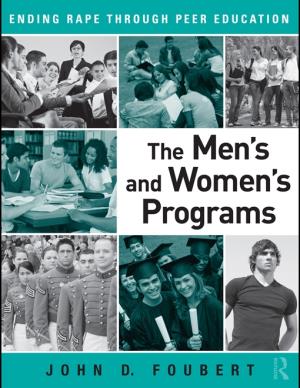 ENDING RAPE THROUGH PEER EDUCATION
The Men's
and Women's
Programs
JOHN D. FOUBERT
R